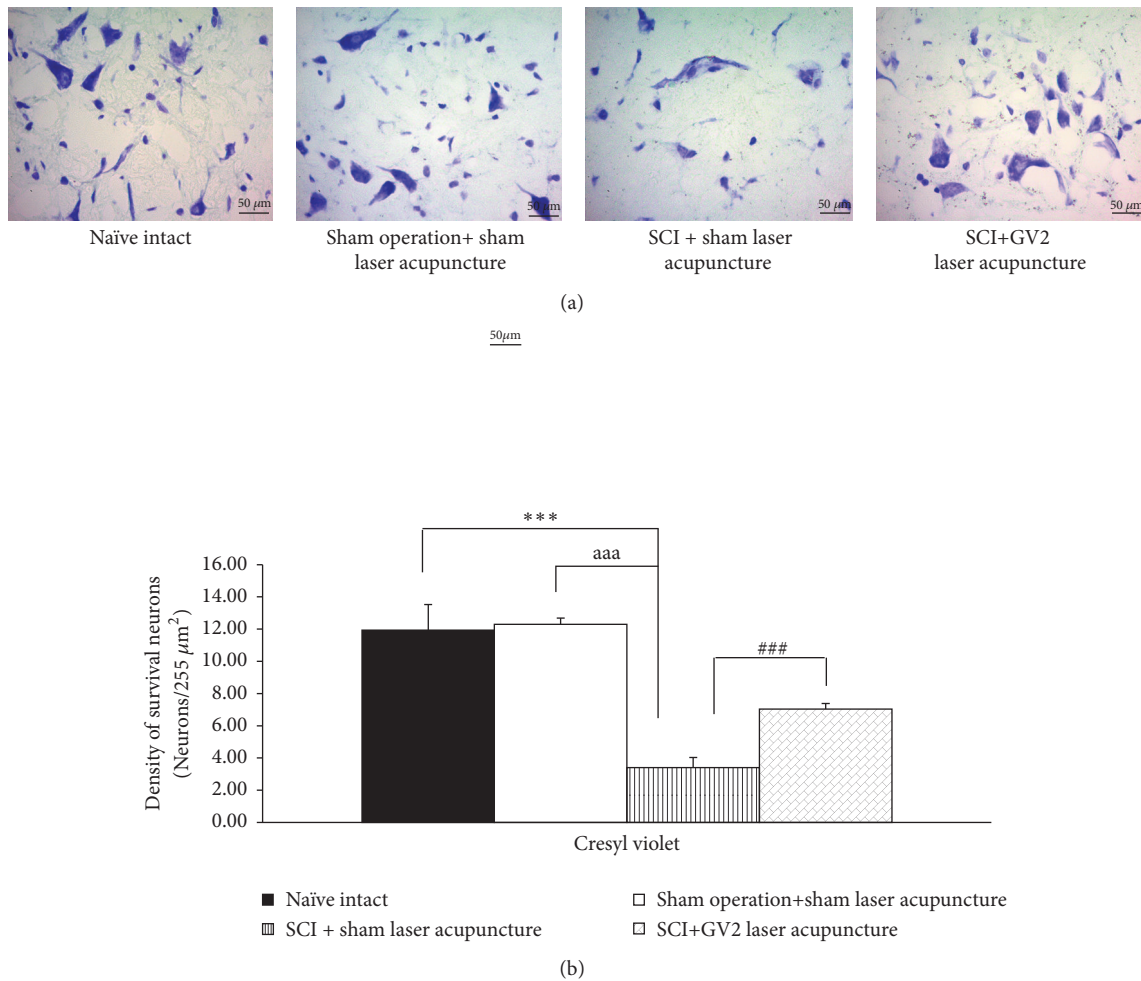 50 µm
50 µm
50 µm
50 µm
Naïve intact
Sham operation+ sham
laser acupuncture
SCI + sham laser
acupuncture
SCI+GV2
laser acupuncture
(a)
50µm
***
aaa
###
Density of survival neurons
(Neurons/255 µm²)
16.00
14.00
12.00
10.00
8.00
6.00
4.00
2.00
0.00
Cresyl violet
Naïve intact
Sham operation+sham laser acupuncture
SCI + sham laser acupuncture
SCI+GV2 laser acupuncture
(b)